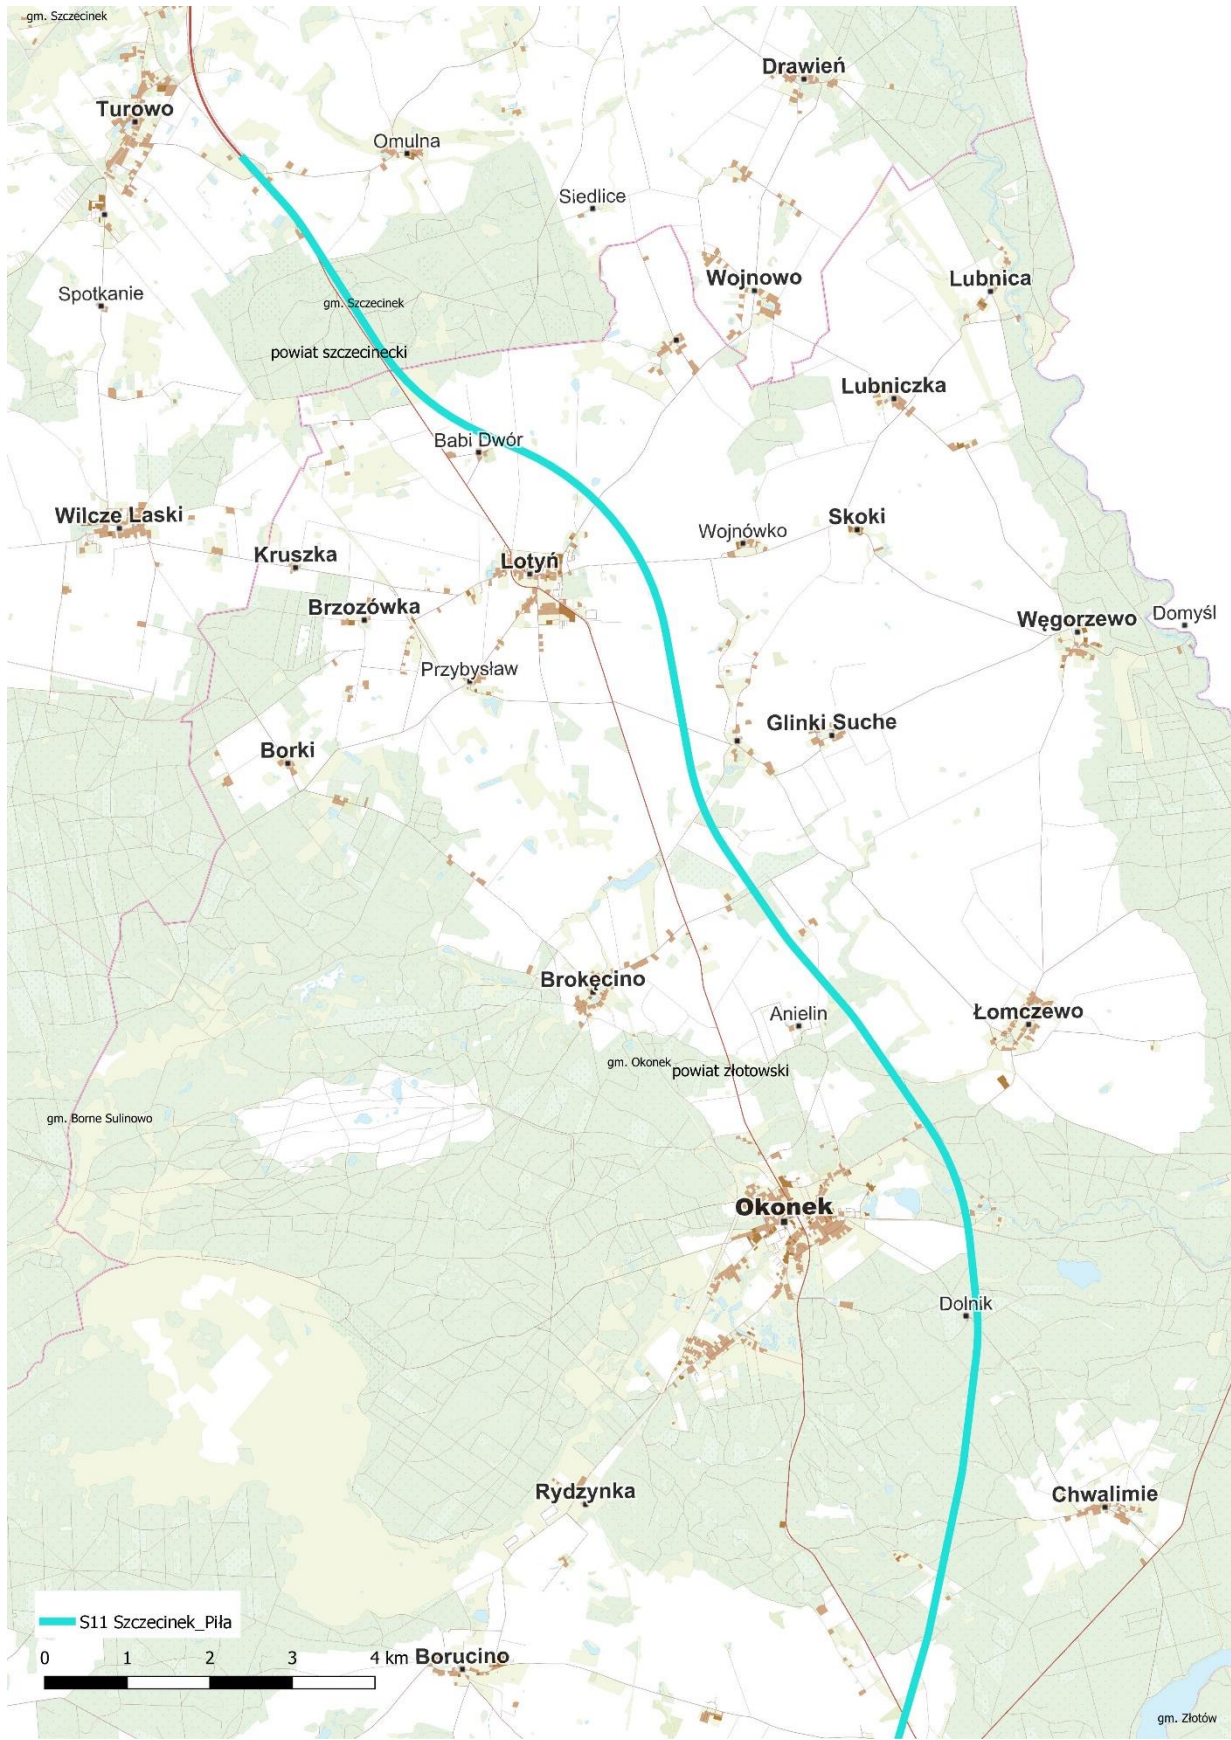 gm. Szczecinek
Drawień
Turowo
Omulna
Siedlice
Wojnowo
Lubnica
Spotkanie
gm. Szczecinek
powiat szczecinecki
Lubniczka
Babi Dwór
Wilcze Laski
Skoki
Wojnówko
Kruszka
Lotyń
Brzozówka
Domyśl
Węgorzewo
Przybysław
Glinki Suche
Borki
Brokęcino
Anielin
Łomczewo
gm. Okonek
powiat złotowski
gm. Borne Sulinowo
Okonek
Dolnik
Rydzynka
Chwalimie
S11 Szczecinek_Piła
0 1 2 3 4 km
Borucino
gm. Złotów